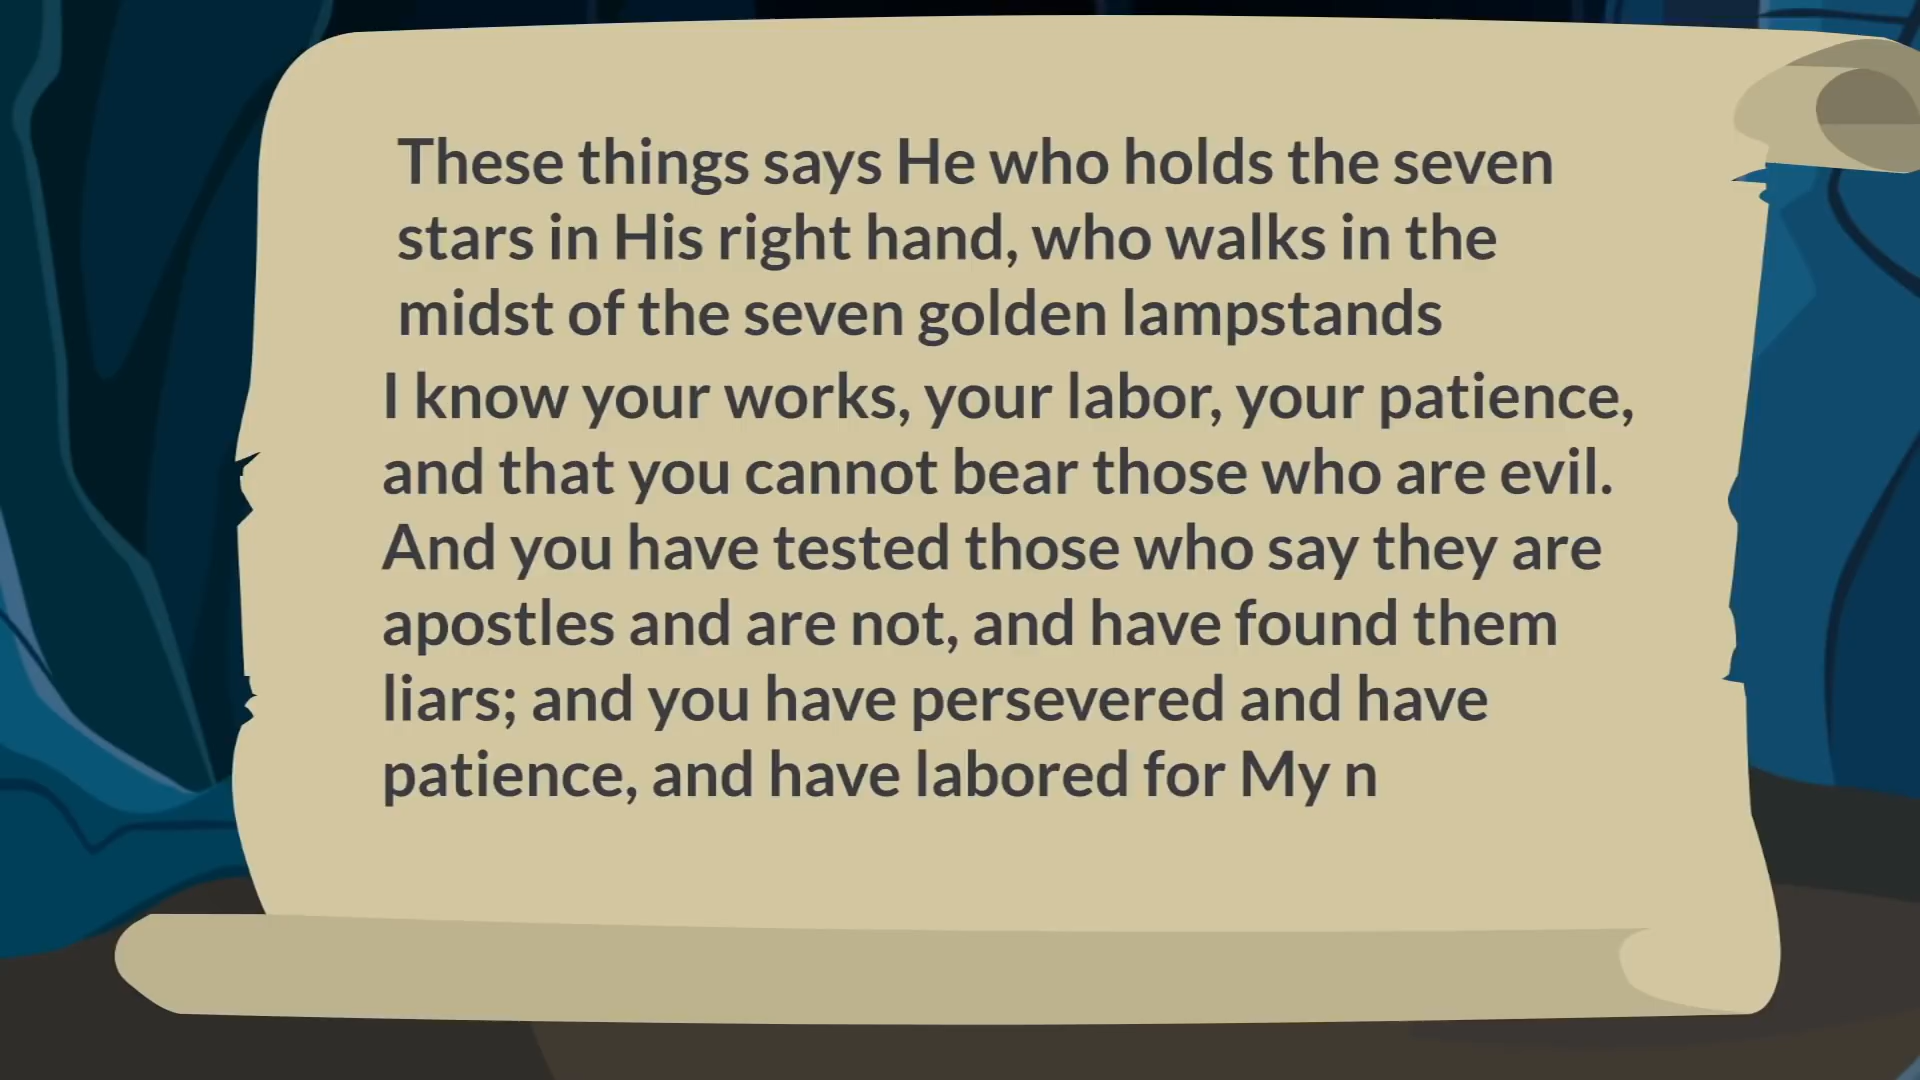 These things says He who holds the seven
stars in His right hand, who walks in the
midst of the seven golden lampstands
I know your works, your labor, your patience,
and that you cannot bear those who are evil.
And you have tested those who say they are
apostles and are not, and have found them
liars; and you have persevered and have
patience, and have labored for My n